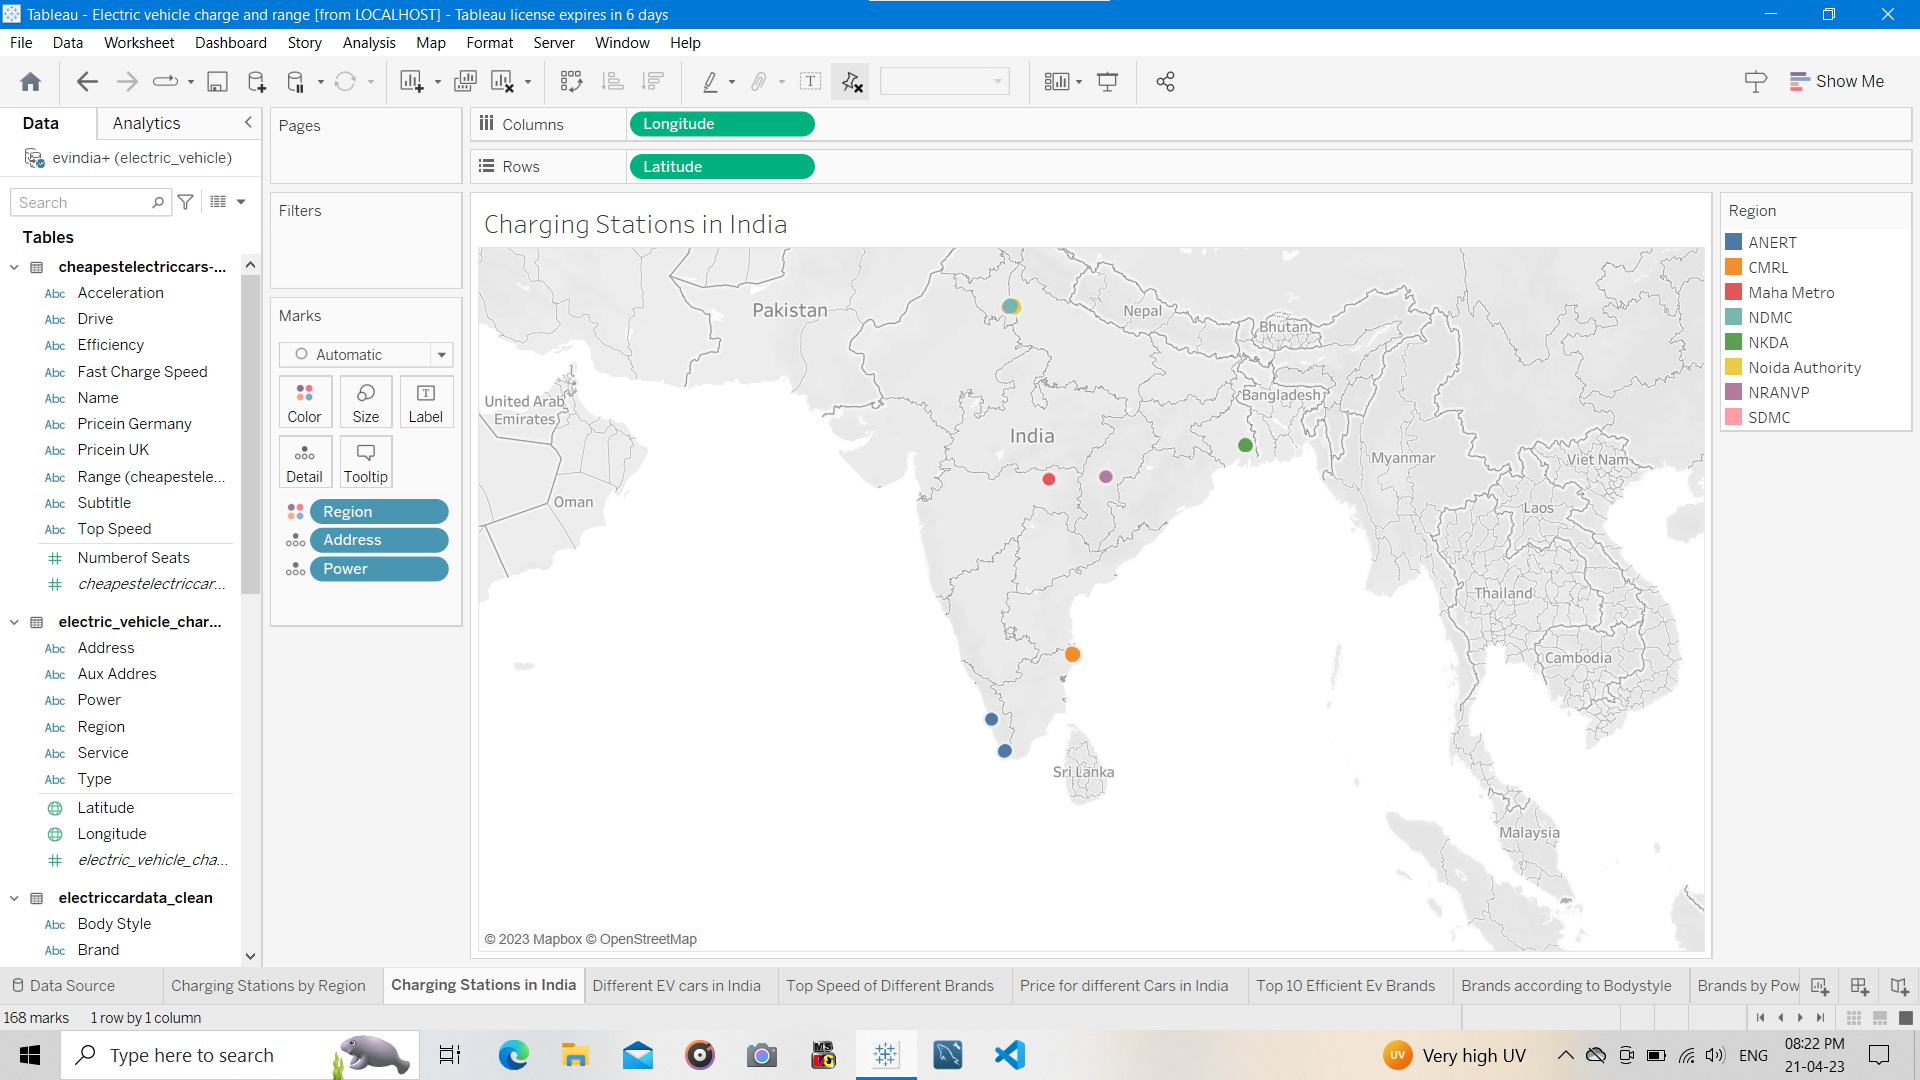 Tableau - Electric vehicle charge and range [from LOCALHOST] - Tableau license expires in 6 days
File Data Worksheet Dashboard Story Analysis Map Format Server Window Help
Show Me
Data Analytics
evindia+ (electric_vehicle)
Search
Tables
cheapestelectriccars-...
Abc Acceleration
Abc Drive
Abc Efficiency
Abc Fast Charge Speed
Abc Name
Abc Pricein Germany
Abc Pricein UK
Abc Range (cheapestele...
Abc Subtitle
Abc Top Speed
Numberof Seats
cheapestelectriccar...
electric_vehicle_char...
Abc Address
Abc Aux Addres
Abc Power
Abc Region
Abc Service
Abc Type
Latitude
Longitude
electric_vehicle_cha...
electriccardata_clean
Abc Body Style
Abc Brand
Pages
Filters
Marks
Automatic
Color Size Label
Detail Tooltip
Region
Address
Power
Columns Longitude
Rows Latitude
Charging Stations in India
Pakistan
Nepal
Bhutan
United Arab
Emirates
Bangladesh
India
Myanmar
Viet Nam
Oman
Laos
Thailand
Cambodia
Sri Lanka
Malaysia
© 2023 Mapbox © OpenStreetMap
Region
ANERT
CMRL
Maha Metro
NDMC
NKDA
Noida Authority
NRANVP
SDMC
Data Source Charging Stations by Region Charging Stations in India Different EV cars in India Top Speed of Different Brands Price for different Cars in India Top 10 Efficient Ev Brands Brands according to Bodystyle Brands by Pow
168 marks 1 row by 1 column
Type here to search
UV Very high UV
ENG
08:22 PM
21-04-23